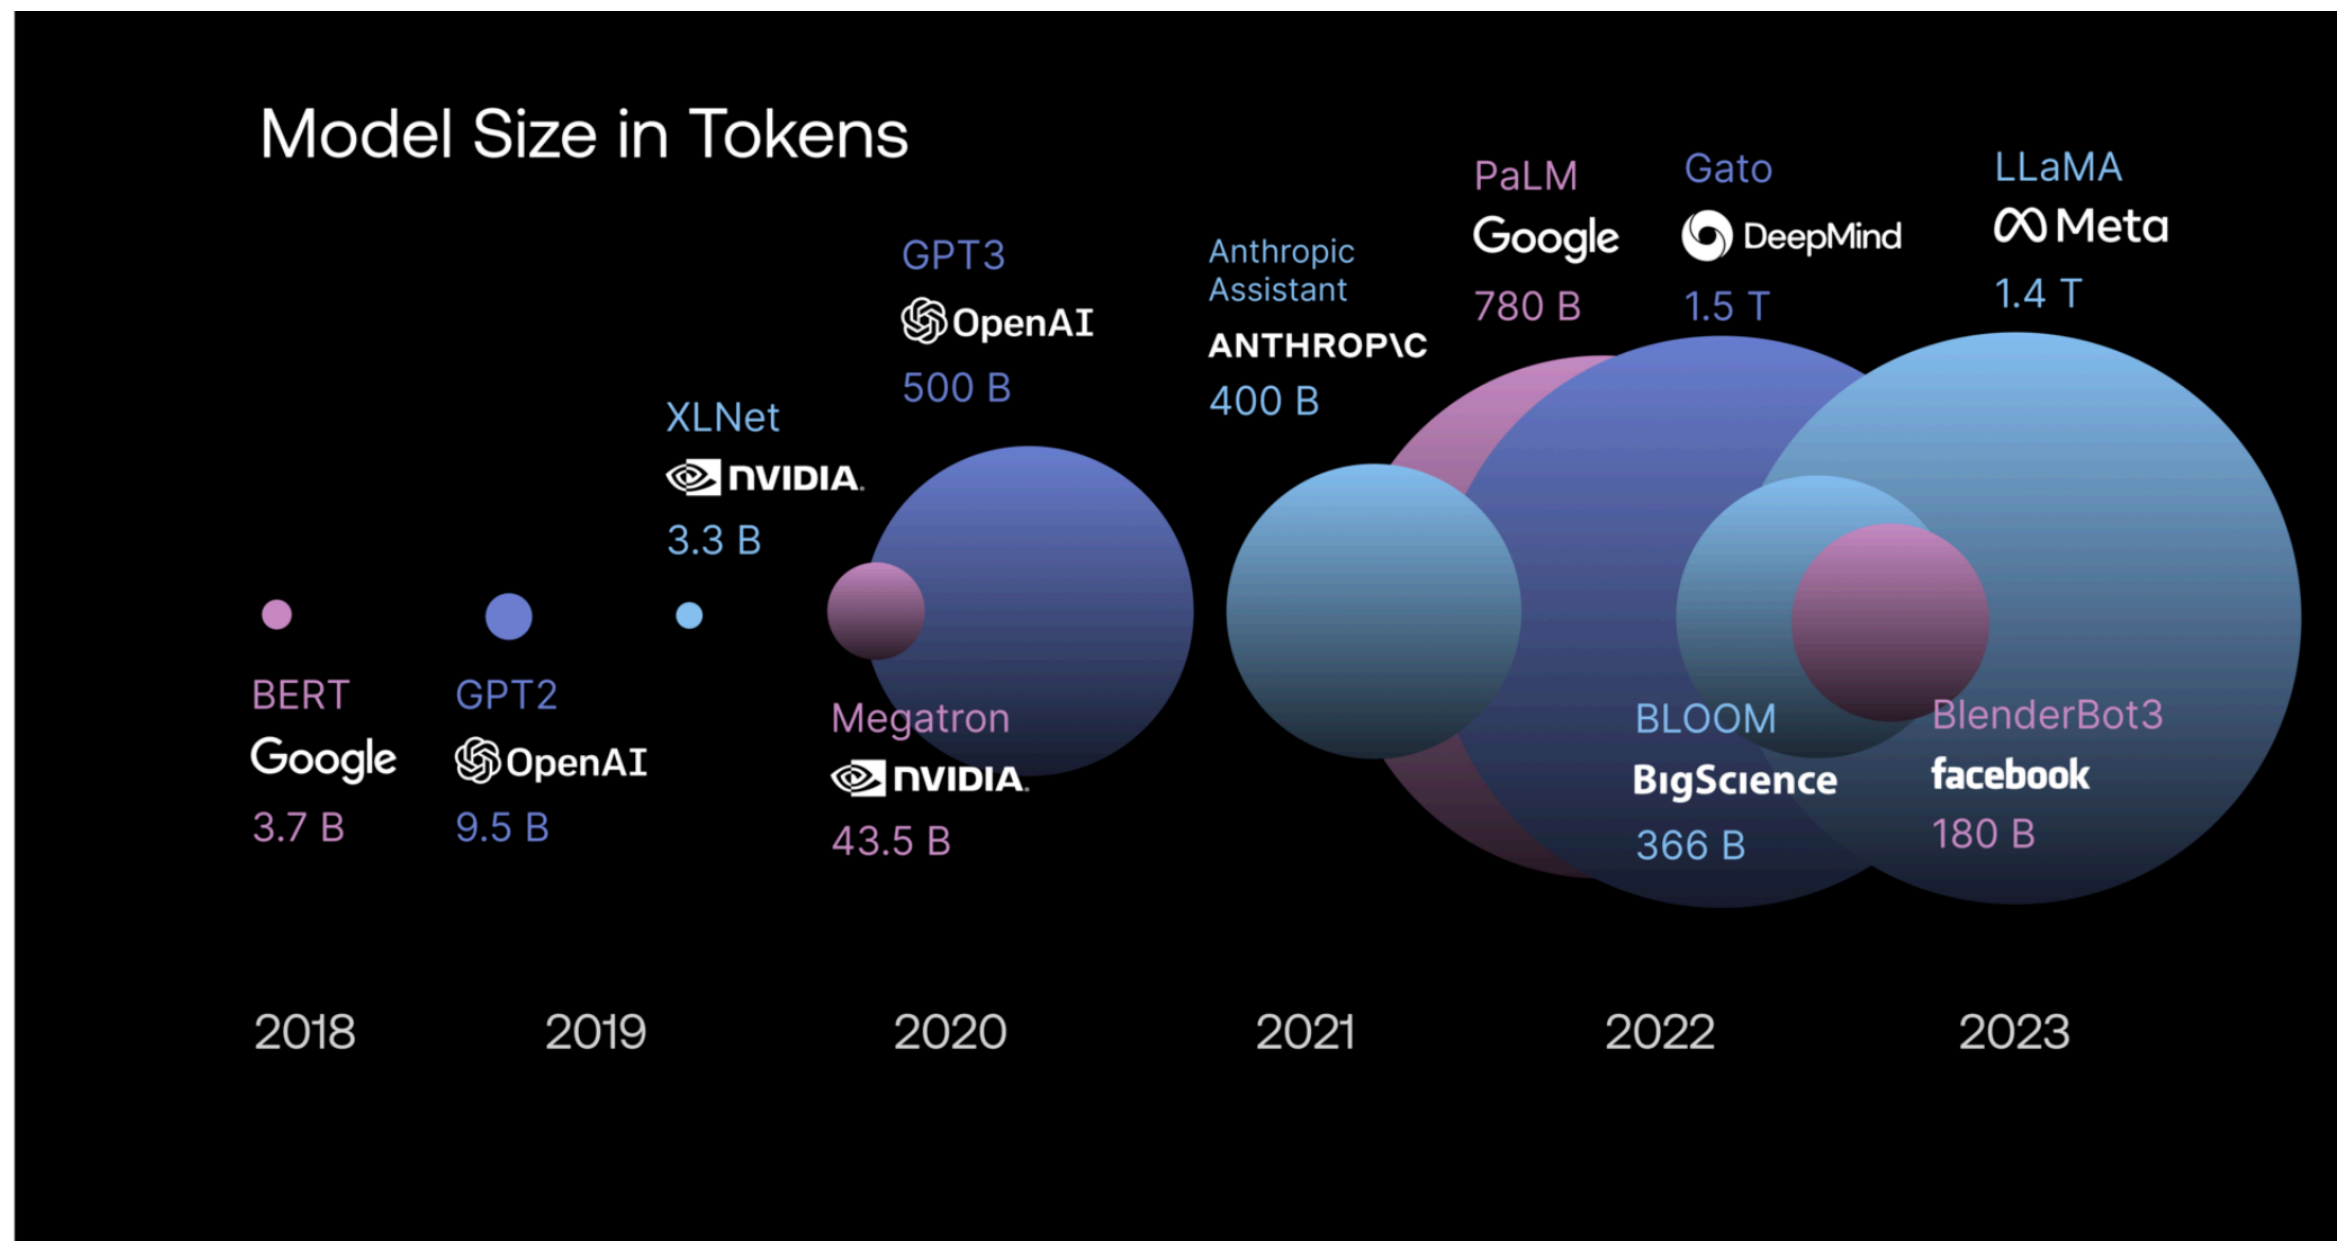 Model Size in Tokens
BERT
Google
3.7 B
GPT2
OpenAI
9.5 B
XLNet
NVIDIA.
3.3 B
Megatron
NVIDIA.
43.5 B
GPT3
OpenAI
500 B
Anthropic
Assistant
ANTHROP\C
400 B
PaLM
Google
780 B
Gato
DeepMind
1.5 T
BLOOM
BigScience
366 B
BlenderBot3
facebook
180 B
LLaMA
Meta
1.4 T
2018
2019
2020
2021
2022
2023